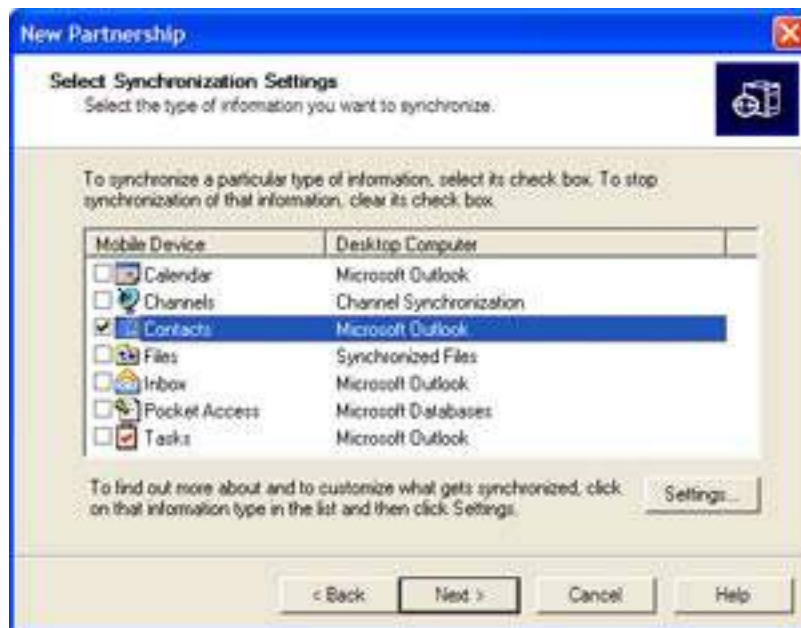 New Partnership
Select Synchronization Settings
Select the type of information you want to synchronize.
To synchronize a particular type of information, select its check box. To stop
synchronization of that information, clear its check box.
Mobile Device Desktop Computer
Calendar Microsoft Outlook
Channels Channel Synchronization
Contacts Microsoft Outlook
Files Synchronized Files
Inbox Microsoft Outlook
Pocket Access Microsoft Databases
Tasks Microsoft Outlook
To find out more about and to customize what gets synchronized, click
on that information type in the list and then click Settings.
Settings...
< Back Next > Cancel Help